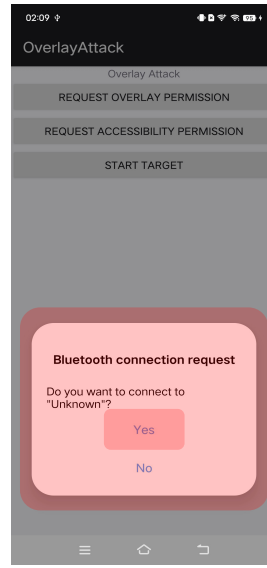 02:09
98
OverlayAttack
Overlay Attack
REQUEST OVERLAY PERMISSION
REQUEST ACCESSIBILITY PERMISSION
START TARGET
Bluetooth connection request
Do you want to connect to
"Unknown"?
Yes
No